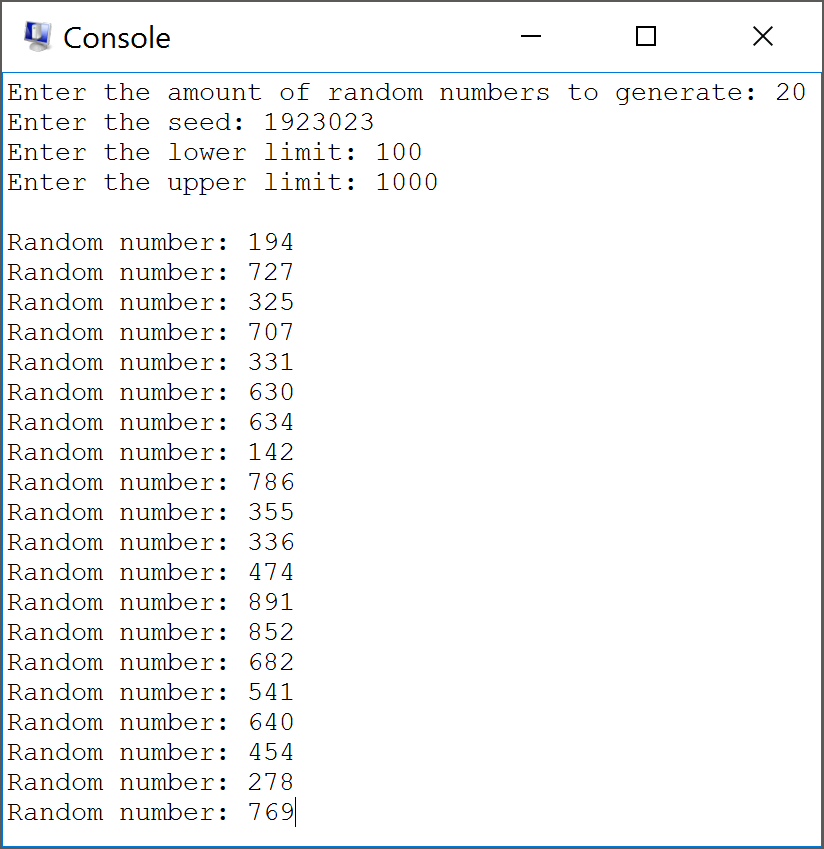 Console
Enter the amount of random numbers to generate: 20
Enter the seed: 1923023
Enter the lower limit: 100
Enter the upper limit: 1000
Random number: 194
Random number: 727
Random number: 325
Random number: 707
Random number: 331
Random number: 630
Random number: 634
Random number: 142
Random number: 786
Random number: 355
Random number: 336
Random number: 474
Random number: 891
Random number: 852
Random number: 682
Random number: 541
Random number: 640
Random number: 454
Random number: 278
Random number: 769